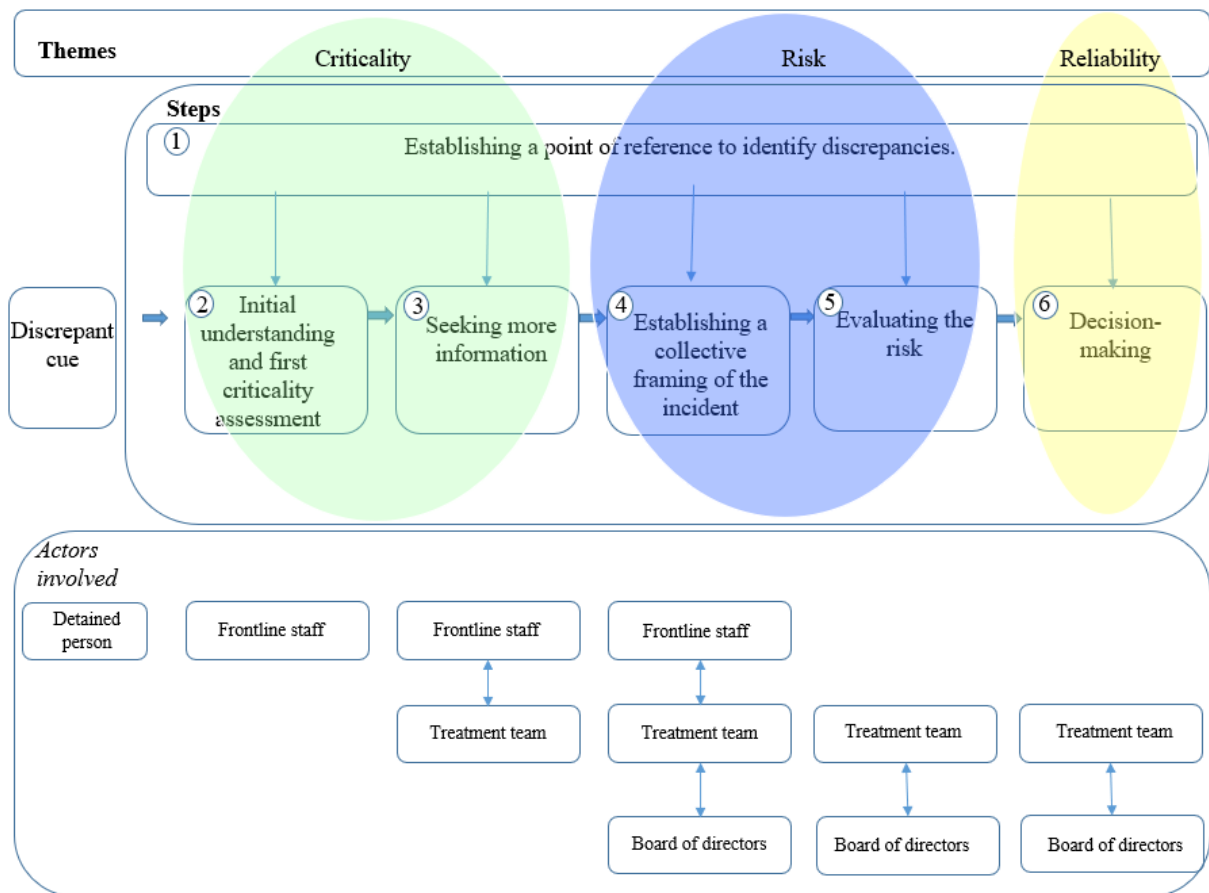 Themes
Criticality
Risk
Reliability
Steps
1
Establishing a point of reference to identify discrepancies.
Discrepant
cue
2
Initial
understanding
and first
criticality
assessment
3
Seeking more
information
4
Establishing a
collective
framing of the
incident
5
Evaluating the
risk
6
Decision-
making
Actors
involved
Detained
person
Frontline staff
Frontline staff
Frontline staff
Treatment team
Treatment team
Treatment team
Treatment team
Board of directors
Board of directors
Board of directors